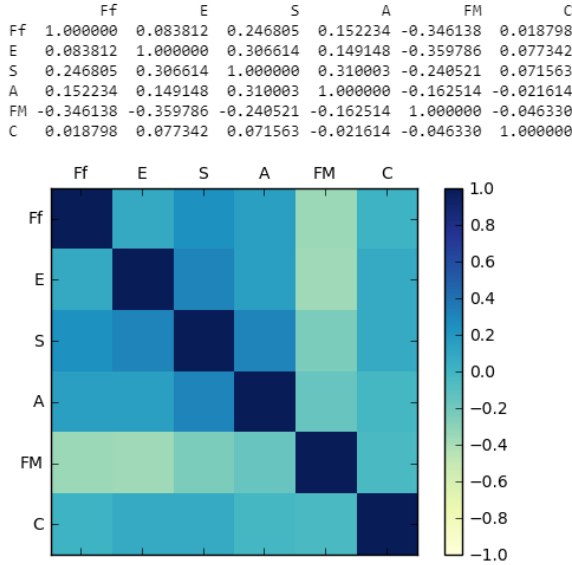 Ff E S A FM C
Ff 1.000000 0.083812 0.246805 0.152234 -0.346138 0.018798
E 0.083812 1.000000 0.306614 0.149148 -0.359786 0.077342
S 0.246805 0.306614 1.000000 0.310003 -0.240521 0.071563
A 0.152234 0.149148 0.310003 1.000000 -0.162514 -0.021614
FM -0.346138 -0.359786 -0.240521 -0.162514 1.000000 -0.046330
C 0.018798 0.077342 0.071563 -0.021614 -0.046330 1.000000
Ff E S A FM C
Ff
E
S
A
FM
C
1.0
0.8
0.6
0.4
0.2
0.0
−0.2
−0.4
−0.6
−0.8
−1.0